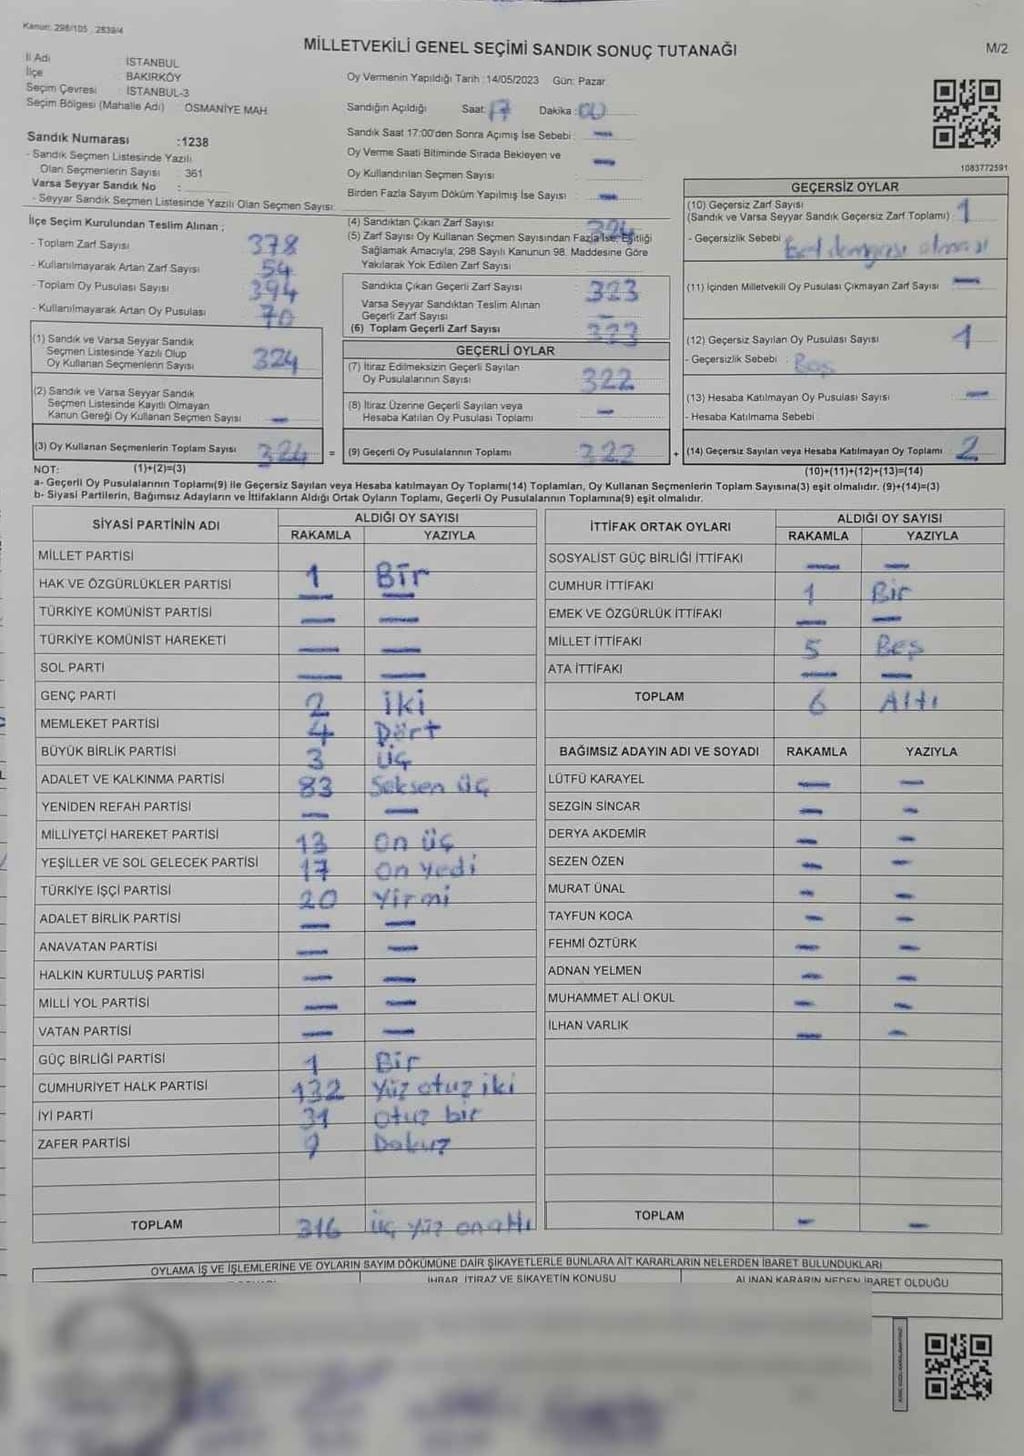 Kanun: 298/105 , 2839/4
MİLLETVEKİLİ GENEL SEÇİMİ SANDIK SONUÇ TUTANAĞI
M/2
İl Adı : İSTANBUL
İlçe : BAKIRKÖY
Seçim Çevresi : İSTANBUL-3
Seçim Bölgesi (Mahalle Adı) : OSMANİYE MAH.
Sandık Numarası :1238
- Sandık Seçmen Listesinde Yazılı
Olan Seçmenlerin Sayısı : 361
Varsa Seyyar Sandık No :
- Seyyar Sandık Seçmen Listesinde Yazılı Olan Seçmen Sayısı:
Oy Vermenin Yapıldığı Tarih :14/05/2023 Gün: Pazar
Sandığın Açıldığı Saat: 17 Dakika : 00
Sandık Saat 17:00'den Sonra Açımış İse Sebebi : —
Oy Verme Saati Bitiminde Sırada Bekleyen ve
Oy Kullandırılan Seçmen Sayısı : —
Birden Fazla Sayım Döküm Yapılmış İse Sayısı : —
1083772591
İlçe Seçim Kurulundan Teslim Alınan ;
- Toplam Zarf Sayısı 378
- Kullanılmayarak Artan Zarf Sayısı 54
- Toplam Oy Pusulası Sayısı 394
- Kullanılmayarak Artan Oy Pusulası 70
(1) Sandık ve Varsa Seyyar Sandık
Seçmen Listesinde Yazılı Olup
Oy Kullanan Seçmenlerin Sayısı 324
(2) Sandık ve Varsa Seyyar Sandık
Seçmen Listesinde Kayıtlı Olmayan
Kanun Gereği Oy Kullanan Seçmen Sayısı —
(3) Oy Kullanan Seçmenlerin Toplam Sayısı 324 =
(4) Sandıktan Çıkan Zarf Sayısı 324
(5) Zarf Sayısı Oy Kullanan Seçmen Sayısından Fazla İse, Eşitliği
Sağlamak Amacıyla, 298 Sayılı Kanunun 98. Maddesine Göre
Yakılarak Yok Edilen Zarf Sayısı
Sandıkta Çıkan Geçerli Zarf Sayısı 323
Varsa Seyyar Sandıktan Teslim Alınan
Geçerli Zarf Sayısı —
(6) Toplam Geçerli Zarf Sayısı 323
GEÇERLİ OYLAR
(7) İtiraz Edilmeksizin Geçerli Sayılan
Oy Pusulalarının Sayısı 322
(8) İtiraz Üzerine Geçerli Sayılan veya
Hesaba Katılan Oy Pusulası Toplamı —
(9) Geçerli Oy Pusulalarının Toplamı 322 +
GEÇERSİZ OYLAR
(10) Geçersiz Zarf Sayısı
(Sandık ve Varsa Seyyar Sandık Geçersiz Zarf Toplamı) 1
- Geçersizlik Sebebi : olması
(11) İçinden Milletvekili Oy Pusulası Çıkmayan Zarf Sayısı —
(12) Geçersiz Sayılan Oy Pusulası Sayısı 1
- Geçersizlik Sebebi : Boş
(13) Hesaba Katılmayan Oy Pusulası Sayısı —
- Hesaba Katılmama Sebebi :
(14) Geçersiz Sayılan veya Hesaba Katılmayan Oy Toplamı 2
NOT: (1)+(2)=(3)
(10)+(11)+(12)+(13)=(14)
a- Geçerli Oy Pusulalarının Toplamı(9) ile Geçersiz Sayılan veya Hesaba katılmayan Oy Toplamı(14) Toplamları, Oy Kullanan Seçmenlerin Toplam Sayısına(3) eşit olmalıdır. (9)+(14)=(3)
b- Siyasi Partilerin, Bağımsız Adayların ve İttifakların Aldığı Ortak Oyların Toplamı, Geçerli Oy Pusulalarının Toplamına(9) eşit olmalıdır.
SİYASİ PARTİNİN ADI ALDIĞI OY SAYISI
RAKAMLA YAZIYLA
MİLLET PARTİSİ 1 Bir
HAK VE ÖZGÜRLÜKLER PARTİSİ — —
TÜRKİYE KOMÜNİST PARTİSİ — —
TÜRKİYE KOMÜNİST HAREKETİ — —
SOL PARTİ — —
GENÇ PARTİ 2 İki
MEMLEKET PARTİSİ 4 Dört
BÜYÜK BİRLİK PARTİSİ 3 Üç
ADALET VE KALKINMA PARTİSİ 83 Seksen üç
YENİDEN REFAH PARTİSİ — —
MİLLİYETÇİ HAREKET PARTİSİ 13 On üç
YEŞİLLER VE SOL GELECEK PARTİSİ 17 On yedi
TÜRKİYE İŞÇİ PARTİSİ 20 Yirmi
ADALET BİRLİK PARTİSİ — —
ANAVATAN PARTİSİ — —
HALKIN KURTULUŞ PARTİSİ — —
MİLLİ YOL PARTİSİ — —
VATAN PARTİSİ — —
GÜÇ BİRLİĞİ PARTİSİ 1 Bir
CUMHURİYET HALK PARTİSİ 132 Yüz otuz iki
İYİ PARTİ 31 Otuz bir
ZAFER PARTİSİ 9 Dokuz
TOPLAM 316 Üç yüz on altı
İTTİFAK ORTAK OYLARI ALDIĞI OY SAYISI
RAKAMLA YAZIYLA
SOSYALİST GÜÇ BİRLİĞİ İTTİFAKI — —
CUMHUR İTTİFAKI 1 Bir
EMEK VE ÖZGÜRLÜK İTTİFAKI — —
MİLLET İTTİFAKI 5 Beş
ATA İTTİFAKI — —
TOPLAM 6 Altı
BAĞIMSIZ ADAYIN ADI VE SOYADI RAKAMLA YAZIYLA
LÜTFÜ KARAYEL — —
SEZGİN SİNCAR — —
DERYA AKDEMİR — —
SEZEN ÖZEN — —
MURAT ÜNAL — —
TAYFUN KOCA — —
FEHMİ ÖZTÜRK — —
ADNAN YELMEN — —
MUHAMMET ALİ OKUL — —
İLHAN VARLIK — —
TOPLAM — —
OYLAMA İŞ VE İŞLEMLERİNE VE OYLARIN SAYIM DÖKÜMÜNE DAİR ŞİKAYETLERLE BUNLARA AİT KARARLARIN NELERDEN İBARET BULUNDUKLARI
İHBAR, İTİRAZ VE ŞİKAYETİN KONUSU
ALINAN KARARIN NEDEN İBARET OLDUĞU